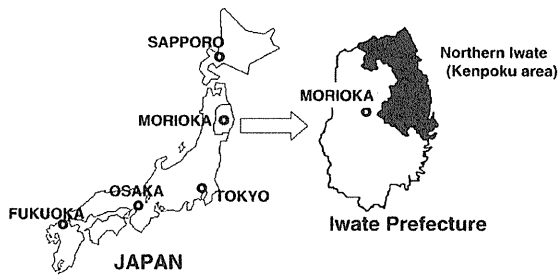 SAPPORO
MORIOKA
OSAKA
FUKUOKA
TOKYO
JAPAN
Northern Iwate
(Kenpoku area)
MORIOKA
Iwate Prefecture